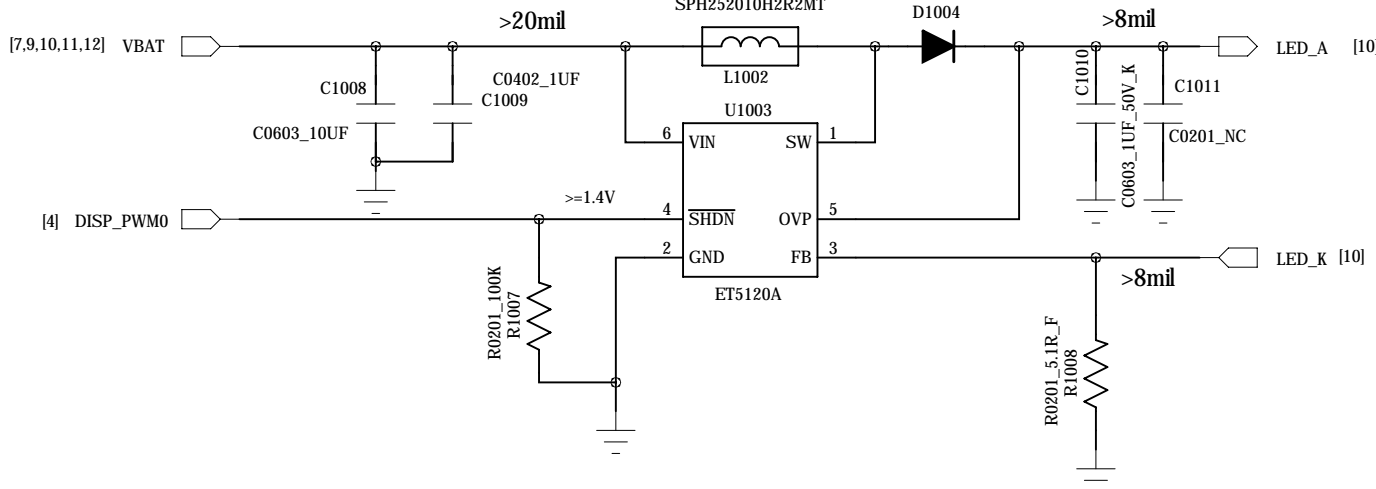 SPH252010H2R2MT
D1004
>20mil
>8mil
[7,9,10,11,12] VBAT
LED_A [10]
L1002
C1008
C0603_10UF
C0402_1UF
C1009
U1003
6 VIN
SW 1
C1010
C0603_1UF_50V_K
C1011
C0201_NC
>=1.4V
[4] DISP_PWM0
4 SHDN
OVP 5
2 GND
FB 3
LED_K [10]
>8mil
ET5120A
R0201_100K
R1007
R0201_5.1R_F
R1008